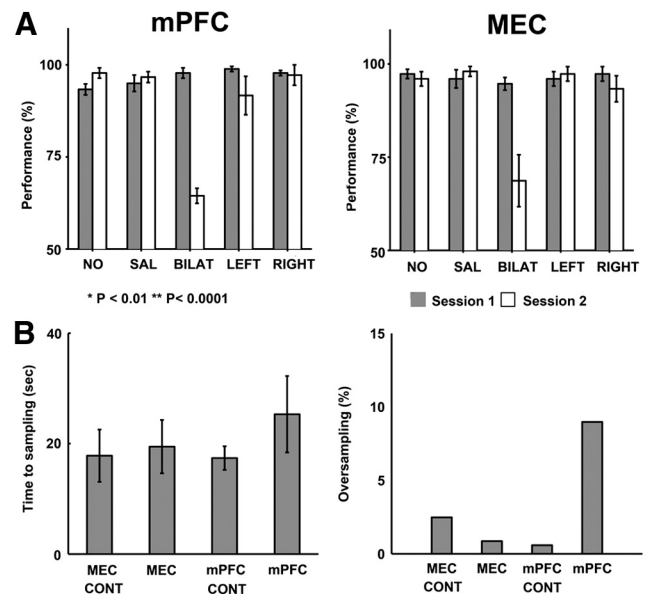 A
mPFC
MEC
Performance (%)
100
75
50
NO SAL BILAT LEFT RIGHT
* P < 0.01 ** P< 0.0001
Performance (%)
100
75
50
NO SAL BILAT LEFT RIGHT
Session 1 Session 2
B
Time to sampling (sec)
40
20
0
MEC CONT
MEC
mPFC CONT
mPFC
Oversampling (%)
15
10
5
0
MEC CONT
MEC
mPFC CONT
mPFC